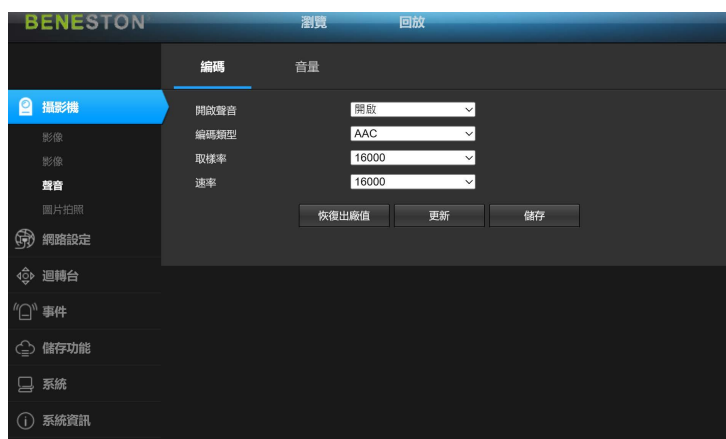 BENESTON
瀏覽 回放
編碼 音量
攝影機
影像
影像
聲音
圖片拍照
網路設定
迴轉台
事件
儲存功能
系統
系統資訊
開啟聲音 開啟
編碼類型 AAC
取樣率 16000
速率 16000
恢復出廠值 更新 儲存